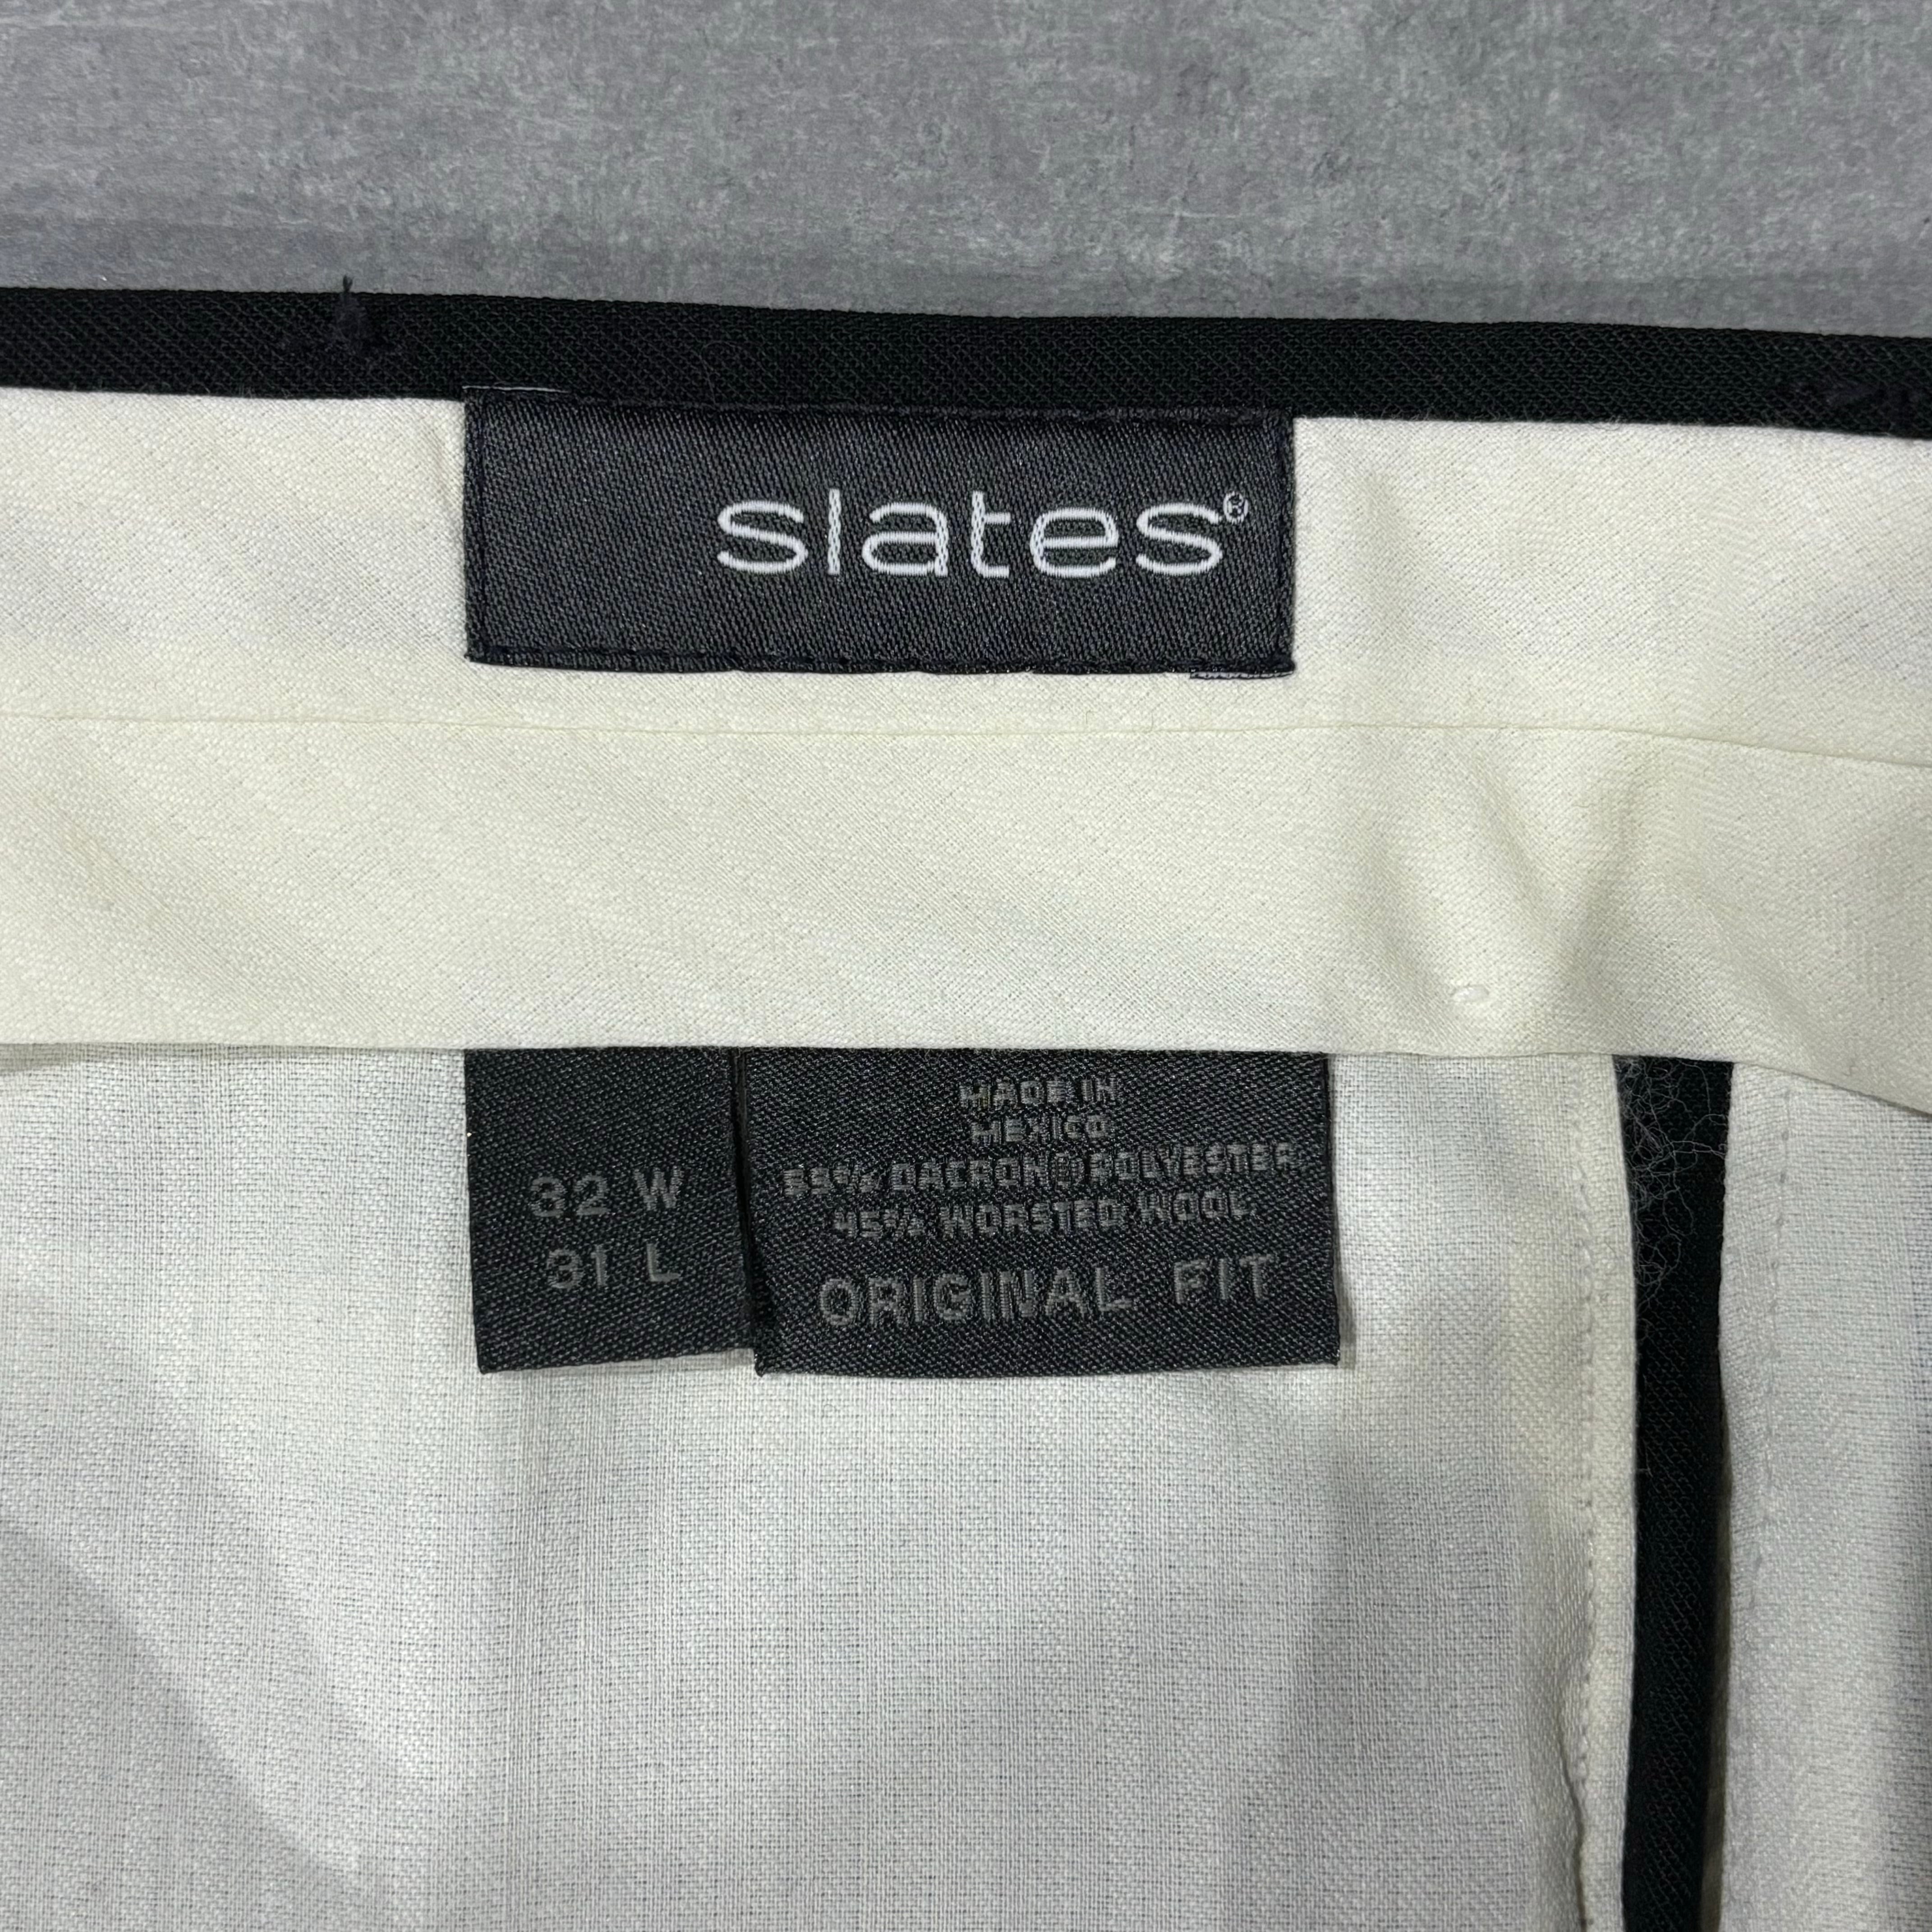 slates®
32 W
31 L
MADE IN
MEXICO
55% DACRON® POLYESTER
45% WORSTED WOOL
ORIGINAL FIT